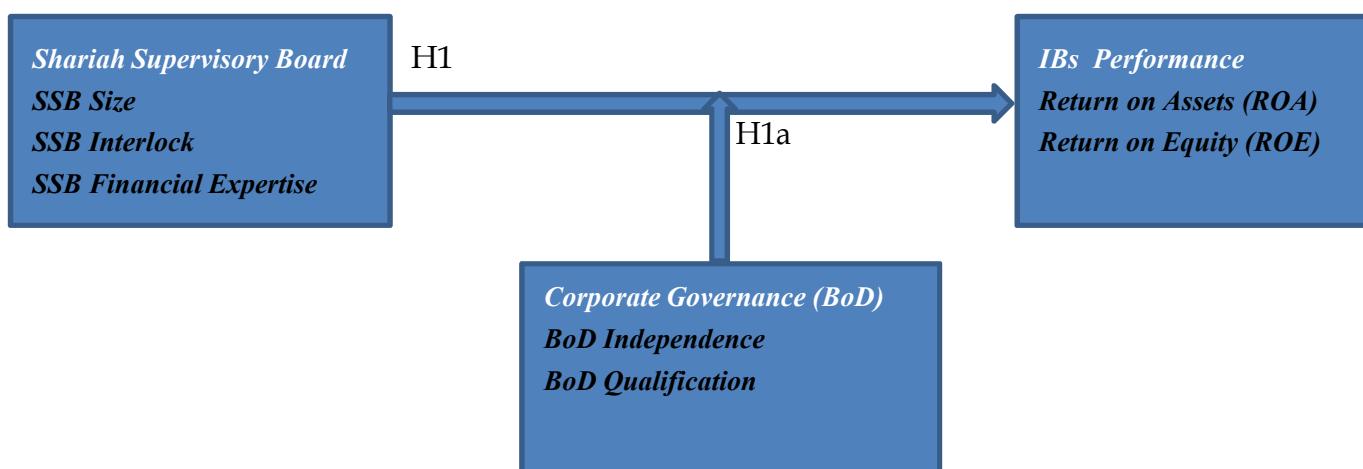 Shariah Supervisory Board
SSB Size
SSB Interlock
SSB Financial Expertise
H1
H1a
IBs Performance
Return on Assets (ROA)
Return on Equity (ROE)
Corporate Governance (BoD)
BoD Independence
BoD Qualification